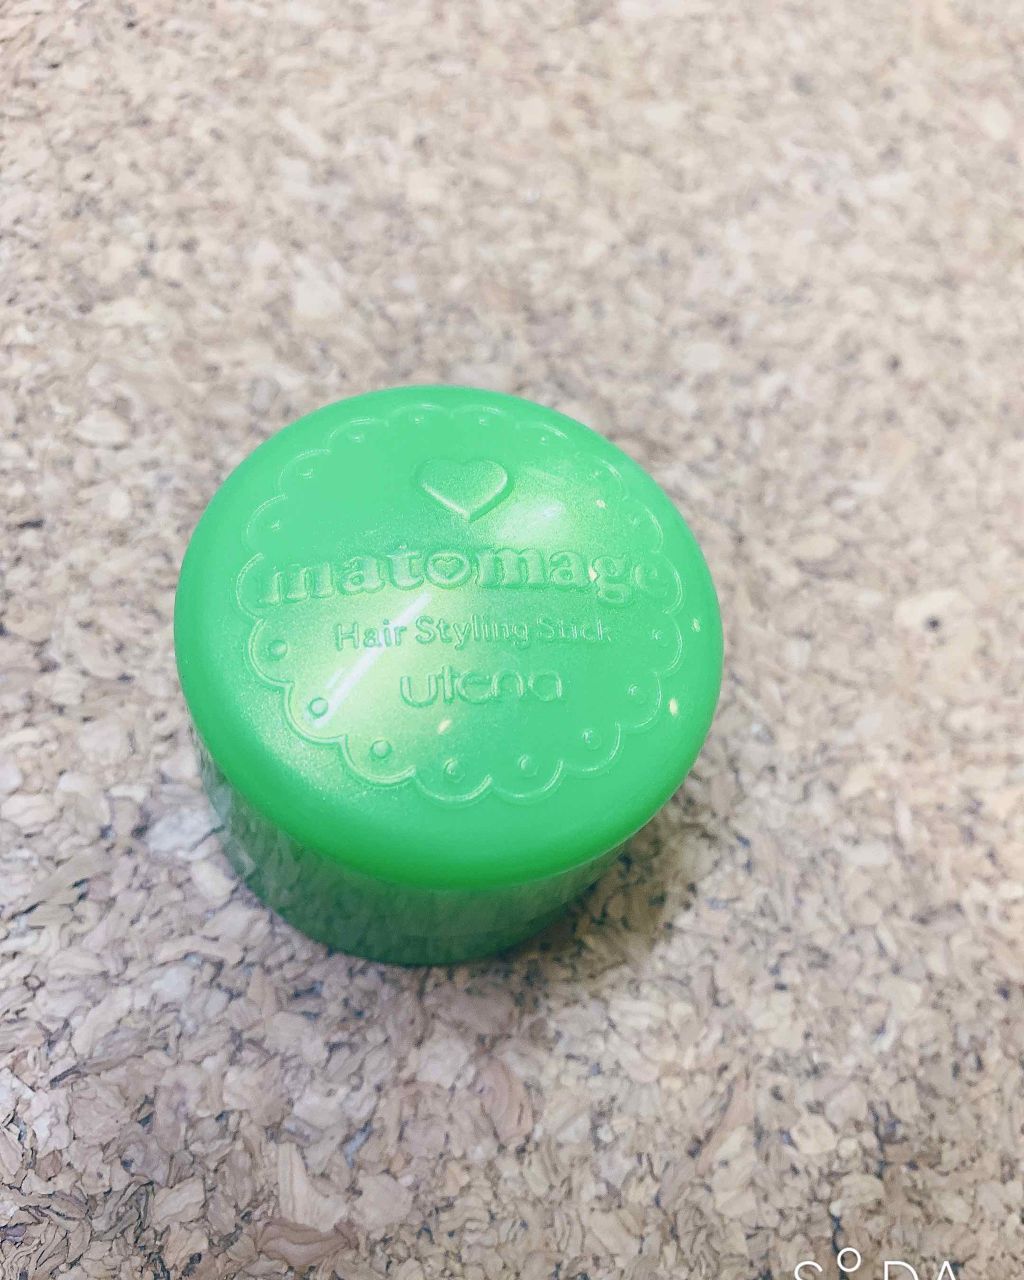 matomage
Hair Styling Stick
utena
SODA